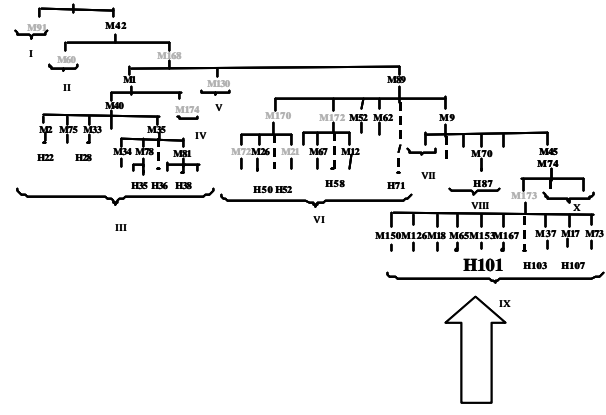 M91 M42
I
M60 M168
II
M1 M130 M89
V
M40 M174
IV
M170 M172 M52 M62 M9
M2 M75 M33 M35
H22 H28
M34 M78 M81
H35 H36 H38
III
M72 M26 M21 M67 M12
H50 H52 H58 H71
VI
VII M70 M45
H87 M74
VIII M173 X
M150 M126 M18 M65 M153 M167 M37 M17 M73
H101 H103 H107
IX